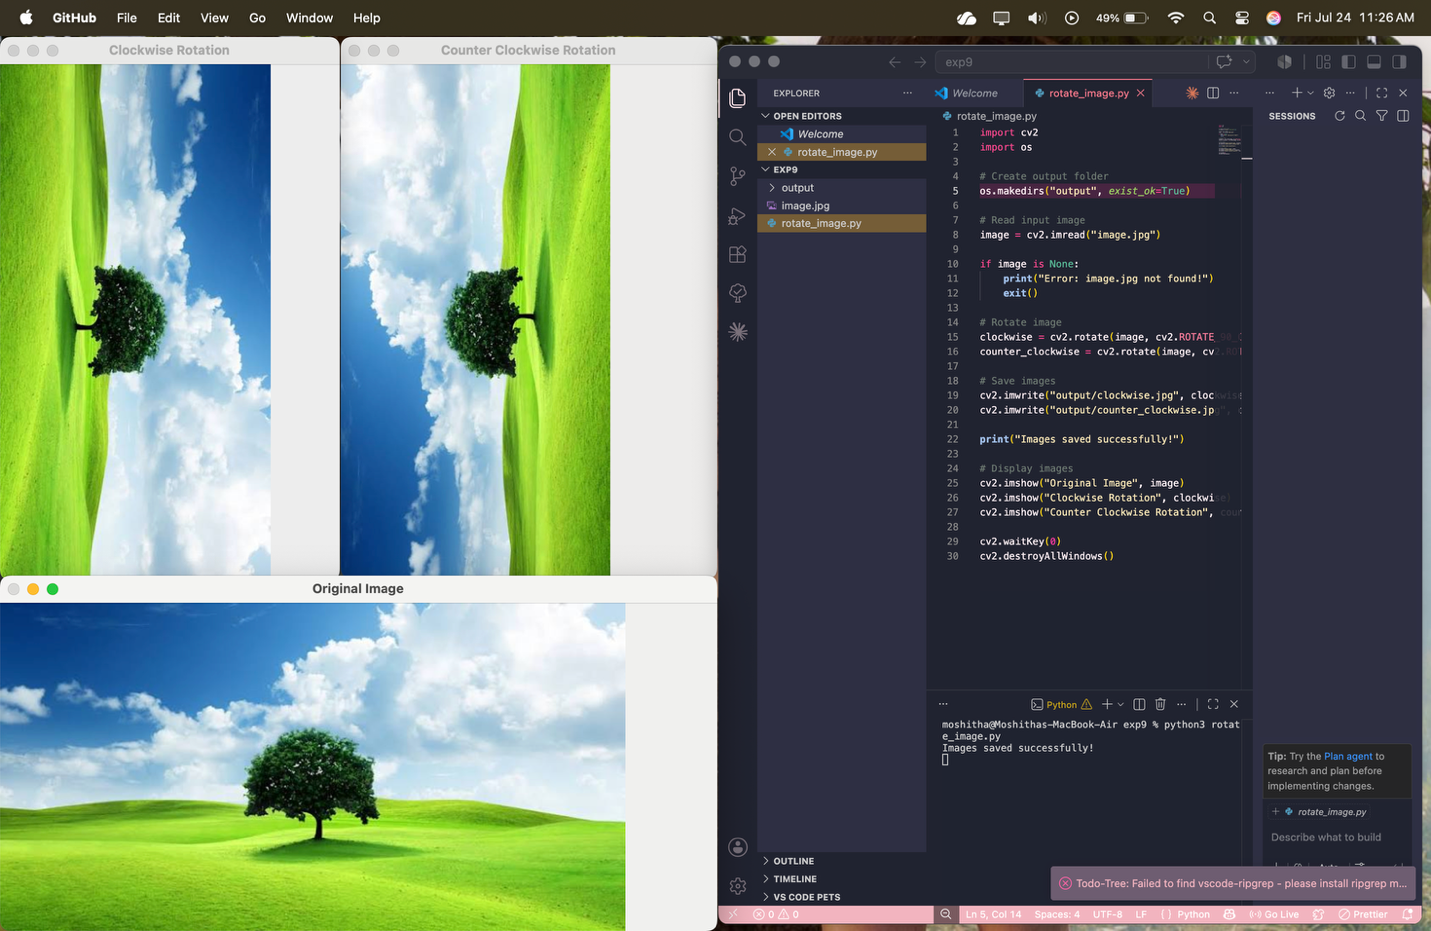 GitHub File Edit View Go Window Help
49% Fri Jul 24 11:26 AM
Clockwise Rotation
Counter Clockwise Rotation
Original Image
exp9
EXPLORER
OPEN EDITORS
Welcome
rotate_image.py
EXP9
output
image.jpg
rotate_image.py
OUTLINE
TIMELINE
VS CODE PETS
Welcome
rotate_image.py
rotate_image.py
1 import cv2
2 import os
3
4 # Create output folder
5 os.makedirs("output", exist_ok=True)
6
7 # Read input image
8 image = cv2.imread("image.jpg")
9
10 if image is None:
11 print("Error: image.jpg not found!")
12 exit()
13
14 # Rotate image
15 clockwise = cv2.rotate(image, cv2.ROTATE_
16 counter_clockwise = cv2.rotate(image, cv
17
18 # Save images
19 cv2.imwrite("output/clockwise.jpg", clockwise
20 cv2.imwrite("output/counter_clockwise.jpg",
21
22 print("Images saved successfully!")
23
24 # Display images
25 cv2.imshow("Original Image", image)
26 cv2.imshow("Clockwise Rotation", clockwise
27 cv2.imshow("Counter Clockwise Rotation",
28
29 cv2.waitKey(0)
30 cv2.destroyAllWindows()
Python
moshitha@Moshithas-MacBook-Air exp9 % python3 rotat
e_image.py
Images saved successfully!
SESSIONS
Tip: Try the Plan agent to
research and plan before
implementing changes.
rotate_image.py
Describe what to build
Auto
Todo-Tree: Failed to find vscode-ripgrep - please install ripgrep m...
0 0 Ln 5, Col 14 Spaces: 4 UTF-8 LF { } Python Go Live Prettier